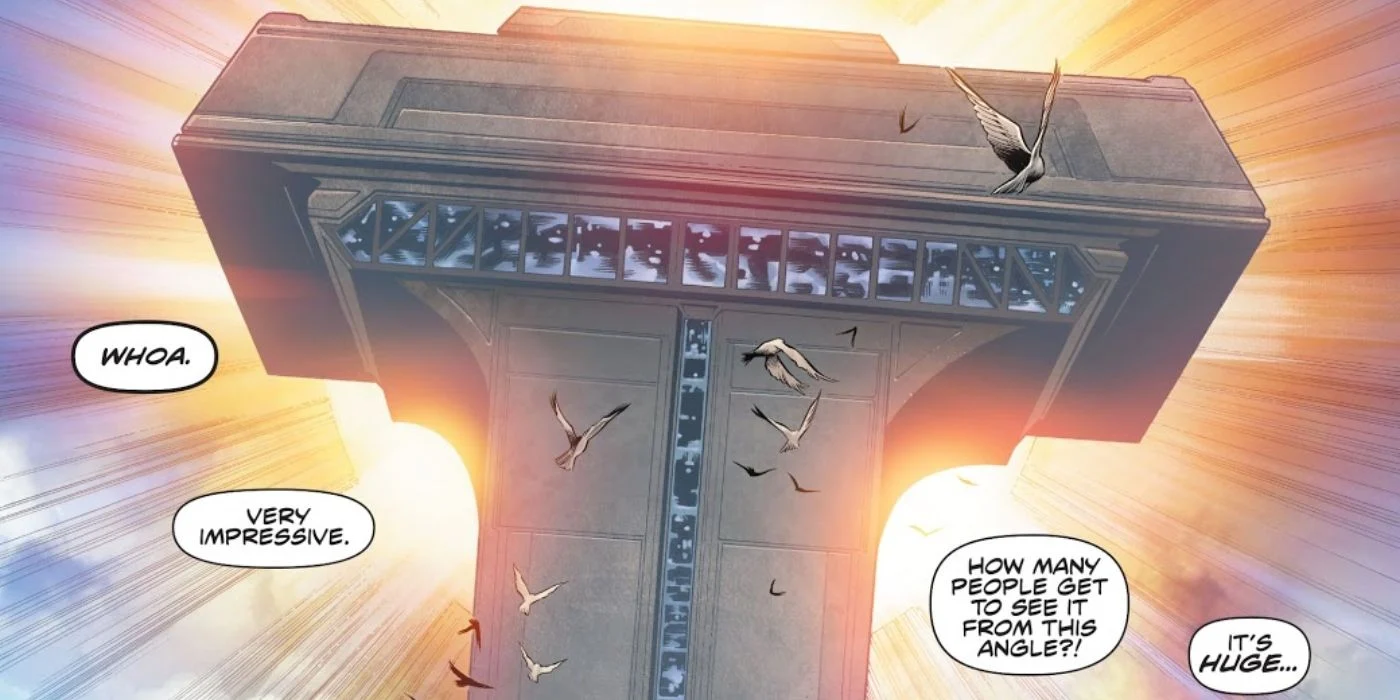 WHOA.
VERY
IMPRESSIVE.
HOW MANY
PEOPLE GET
TO SEE IT
FROM THIS
ANGLE?!
IT'S
HUGE...